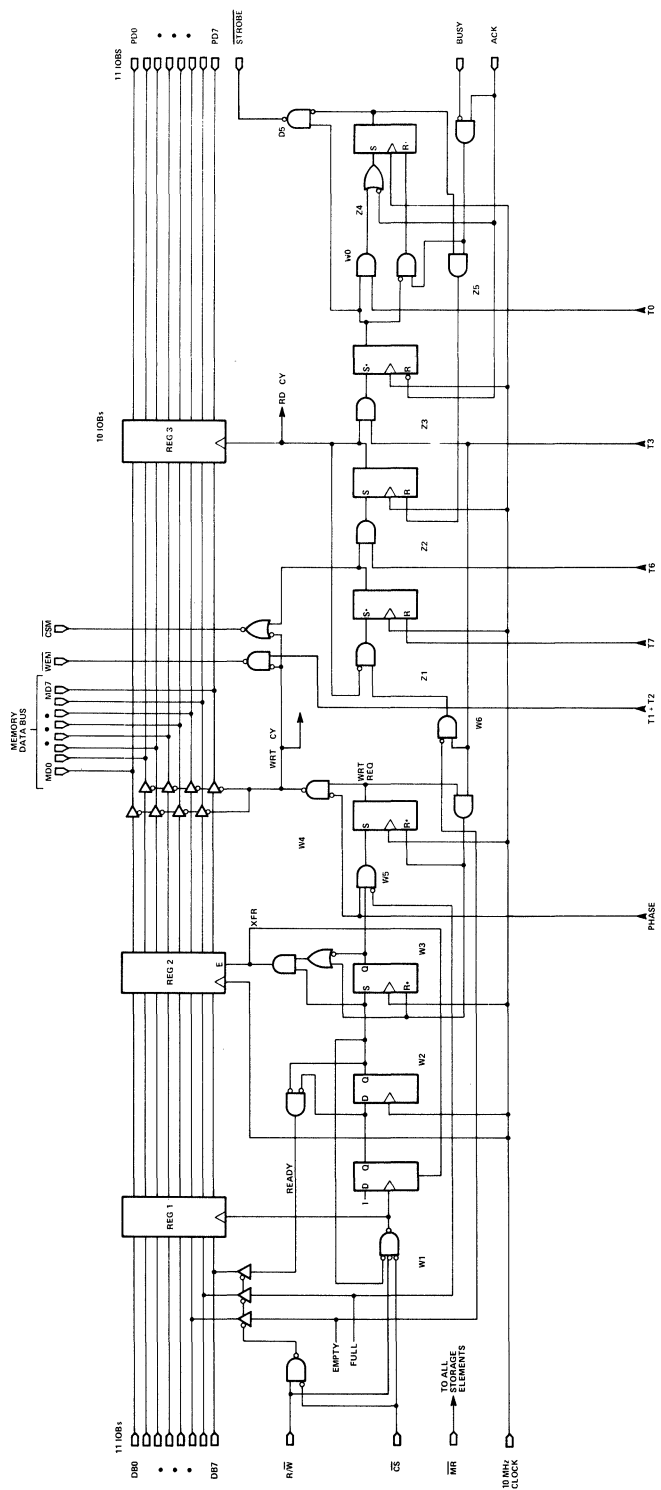 11 IOBs
DB0
DB7
R/W
CS
MR
TO ALL
STORAGE
ELEMENTS
10 MHz
CLOCK
REG 1
EMPTY
FULL
READY
1
D
Q
W1
D
Q
W2
REG 2
E
XFR
S
Q
R*
W3
W5
W4
PHASE
WRT
REQ
S
R*
WRT CY
MEMORY
DATA BUS
MD0
MD7
WEM
CSM
W6
T1 + T2
Z1
S*
R
T7
Z2
T6
S
R
RD CY
10 IOBs
REG 3
Z3
T3
S*
R
W0
T0
Z4
Z5
S
R*
D5
11 IOBS
PD0
PD7
STROBE
BUSY
ACK